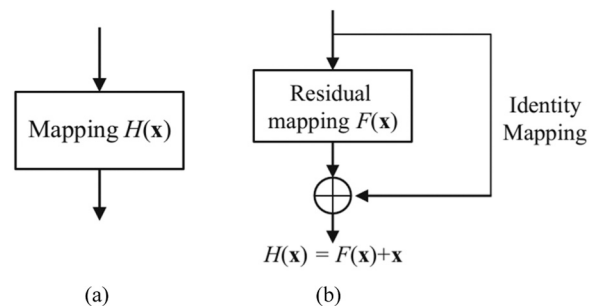 Mapping H(x)
(a)
Residual
mapping F(x)
Identity
Mapping
H(x) = F(x)+x
(b)